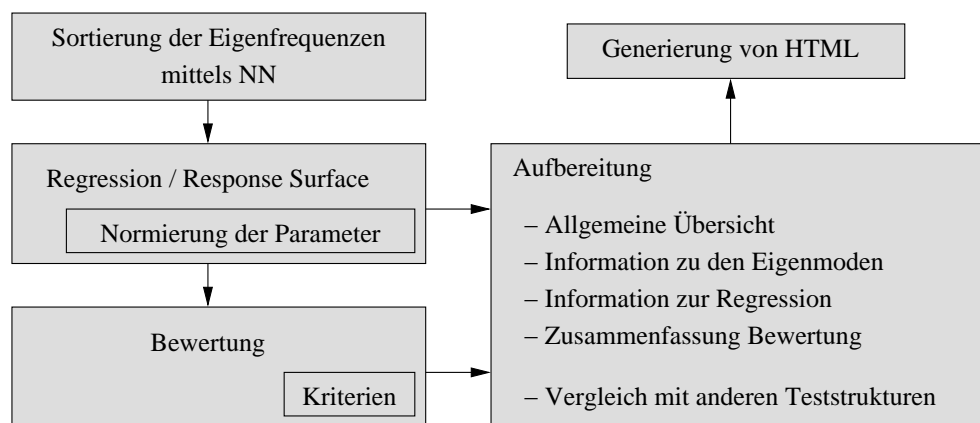 Sortierung der Eigenfrequenzen
mittels NN
Generierung von HTML
Regression / Response Surface
Normierung der Parameter
Bewertung
Kriterien
Aufbereitung
– Allgemeine Übersicht
– Information zu den Eigenmoden
– Information zur Regression
– Zusammenfassung Bewertung
– Vergleich mit anderen Teststrukturen